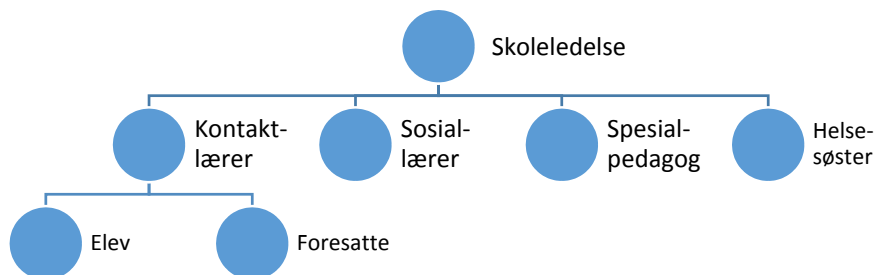 Skoleledelse
Kontakt-
lærer
Sosial-
lærer
Spesial-
pedagog
Helse-
søster
Elev
Foresatte